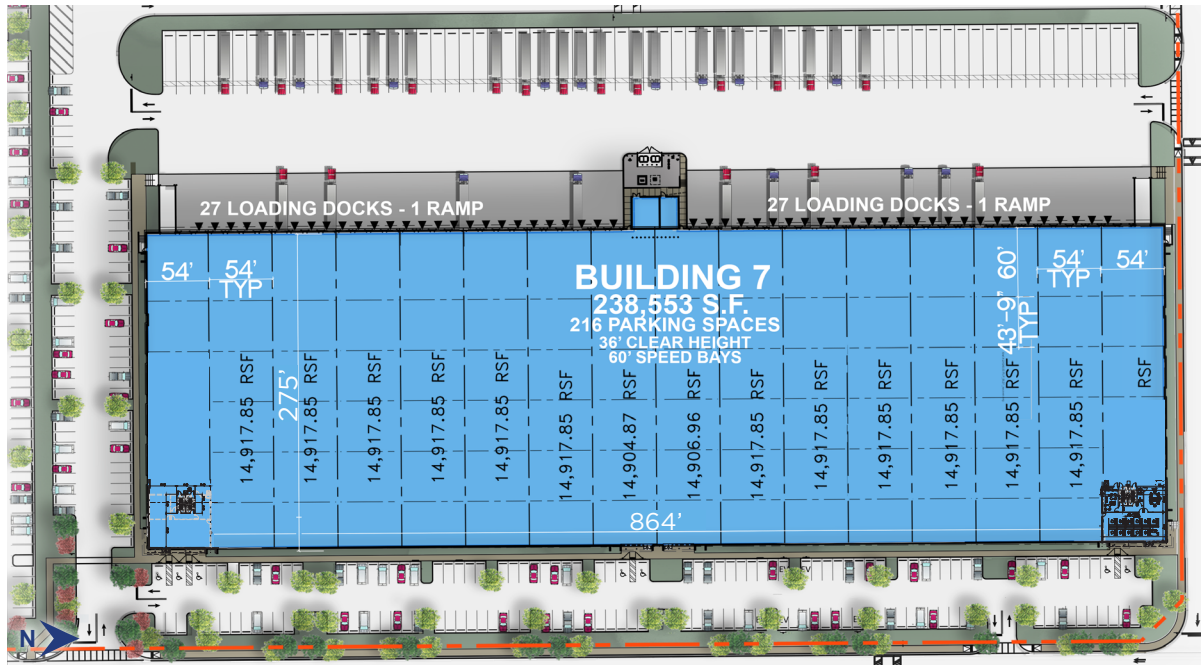 27 LOADING DOCKS - 1 RAMP
27 LOADING DOCKS - 1 RAMP
54'
54'
TYP
BUILDING 7
238,553 S.F.
216 PARKING SPACES
36' CLEAR HEIGHT
60' SPEED BAYS
60'
43'-9"
TYP
54'
TYP
54'
275'
14,917.85 RSF
14,917.85 RSF
14,917.85 RSF
14,917.85 RSF
14,917.85 RSF
14,917.85 RSF
14,904.87 RSF
14,906.96 RSF
14,917.85 RSF
14,917.85 RSF
14,917.85 RSF
14,917.85 RSF
14,917.85 RSF
14,917.85 RSF
RSF
864'
N